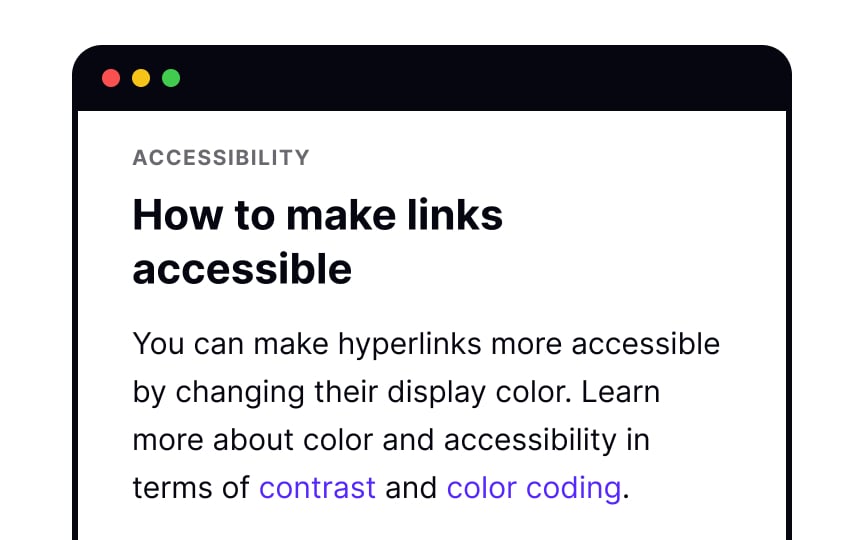 ACCESSIBILITY
How to make links
accessible
You can make hyperlinks more accessible
by changing their display color. Learn
more about color and accessibility in
terms of contrast and color coding.